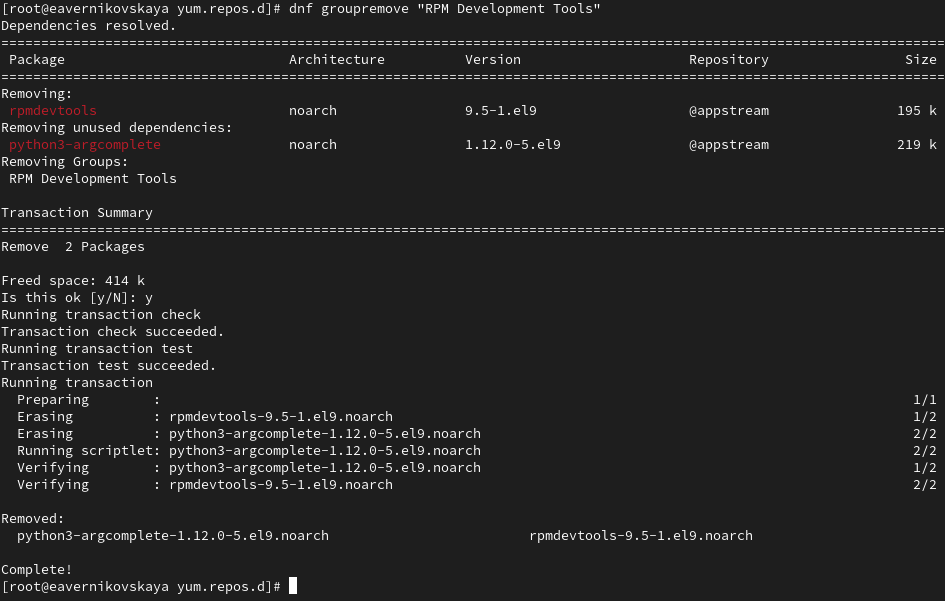 [root@eavernikovskaya yum.repos.d]# dnf groupremove "RPM Development Tools"
Dependencies resolved.
======================================================================================================================
 Package                            Architecture          Version                     Repository                 Size
======================================================================================================================
Removing:
 rpmdevtools                        noarch                9.5-1.el9                   @appstream                195 k
Removing unused dependencies:
 python3-argcomplete                noarch                1.12.0-5.el9                @appstream                219 k
Removing Groups:
 RPM Development Tools

Transaction Summary
======================================================================================================================
Remove  2 Packages

Freed space: 414 k
Is this ok [y/N]: y
Running transaction check
Transaction check succeeded.
Running transaction test
Transaction test succeeded.
Running transaction
  Preparing        :                                                                                              1/1
  Erasing          : rpmdevtools-9.5-1.el9.noarch                                                                 1/2
  Erasing          : python3-argcomplete-1.12.0-5.el9.noarch                                                      2/2
  Running scriptlet: python3-argcomplete-1.12.0-5.el9.noarch                                                      2/2
  Verifying        : python3-argcomplete-1.12.0-5.el9.noarch                                                      1/2
  Verifying        : rpmdevtools-9.5-1.el9.noarch                                                                 2/2

Removed:
  python3-argcomplete-1.12.0-5.el9.noarch                         rpmdevtools-9.5-1.el9.noarch

Complete!
[root@eavernikovskaya yum.repos.d]#